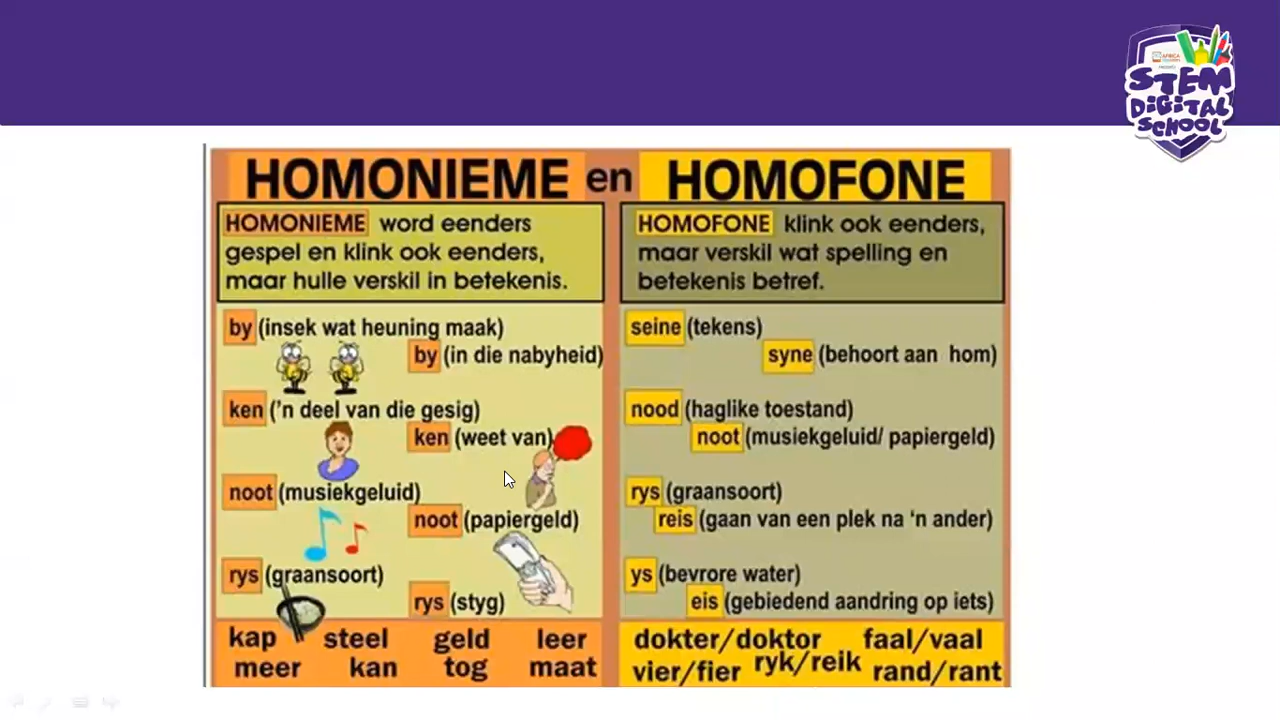 AFRICA
STEM
DIGITAL
SCHOOL
HOMONIEME en HOMOFONE
HOMONIEME word eenders
gespel en klink ook eenders,
maar hulle verskil in betekenis.
by (insek wat heuning maak)
by (in die nabyheid)
ken ('n deel van die gesig)
ken (weet van)
noot (musiekgeluid)
noot (papiergeld)
rys (graansoort)
rys (styg)
kap steel geld leer
meer kan tog maat
HOMOFONE klink ook eenders,
maar verskil wat spelling en
betekenis betref.
seine (tekens)
syne (behoort aan hom)
nood (haglike toestand)
noot (musiekgeluid/ papiergeld)
rys (graansoort)
reis (gaan van een plek na 'n ander)
ys (bevrore water)
eis (gebiedend aandring op iets)
dokter/doktor faal/vaal
vier/fier ryk/reik rand/rant